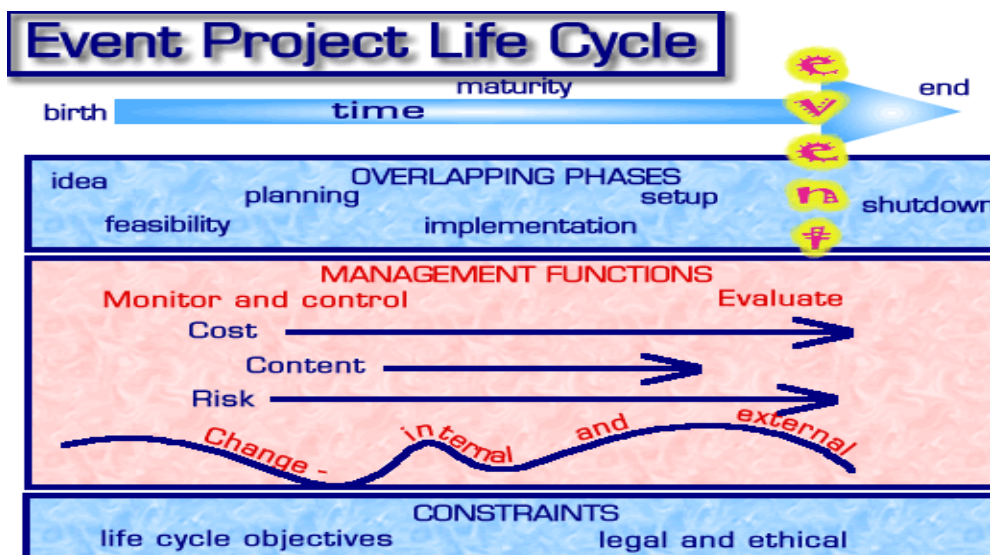 Event Project Life Cycle
maturity
end
birth
time
event
OVERLAPPING PHASES
idea
planning
setup
shutdown
feasibility
implementation
MANAGEMENT FUNCTIONS
Monitor and control
Evaluate
Cost
Content
Risk
Change - internal and external
CONSTRAINTS
life cycle objectives
legal and ethical